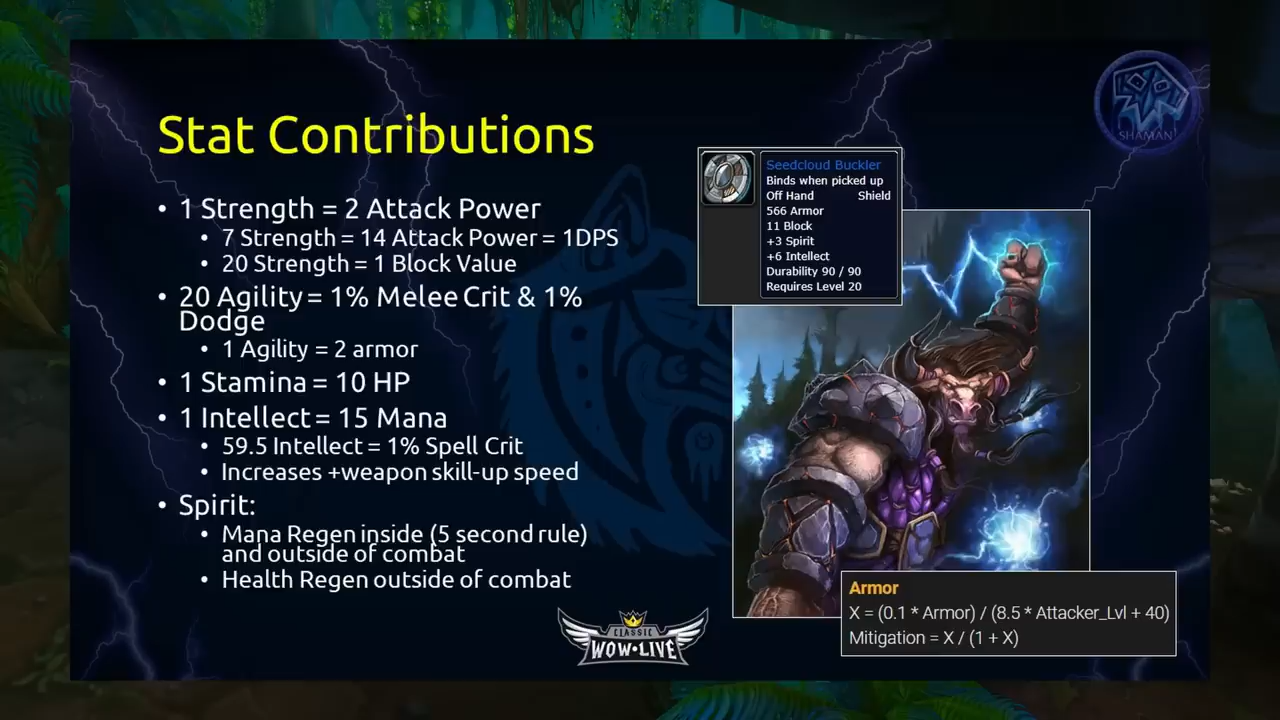 SHAMAN
Stat Contributions
• 1 Strength = 2 Attack Power
• 7 Strength = 14 Attack Power = 1DPS
• 20 Strength = 1 Block Value
• 20 Agility = 1% Melee Crit & 1%
Dodge
• 1 Agility = 2 armor
• 1 Stamina = 10 HP
• 1 Intellect = 15 Mana
• 59.5 Intellect = 1% Spell Crit
• Increases +weapon skill-up speed
• Spirit:
• Mana Regen inside (5 second rule)
and outside of combat
• Health Regen outside of combat
Seedcloud Buckler
Binds when picked up
Off Hand Shield
566 Armor
11 Block
+3 Spirit
+6 Intellect
Durability 90 / 90
Requires Level 20
Armor
X = (0.1 * Armor) / (8.5 * Attacker_Lvl + 40)
Mitigation = X / (1 + X)
CLASSIC
WOW•LIVE